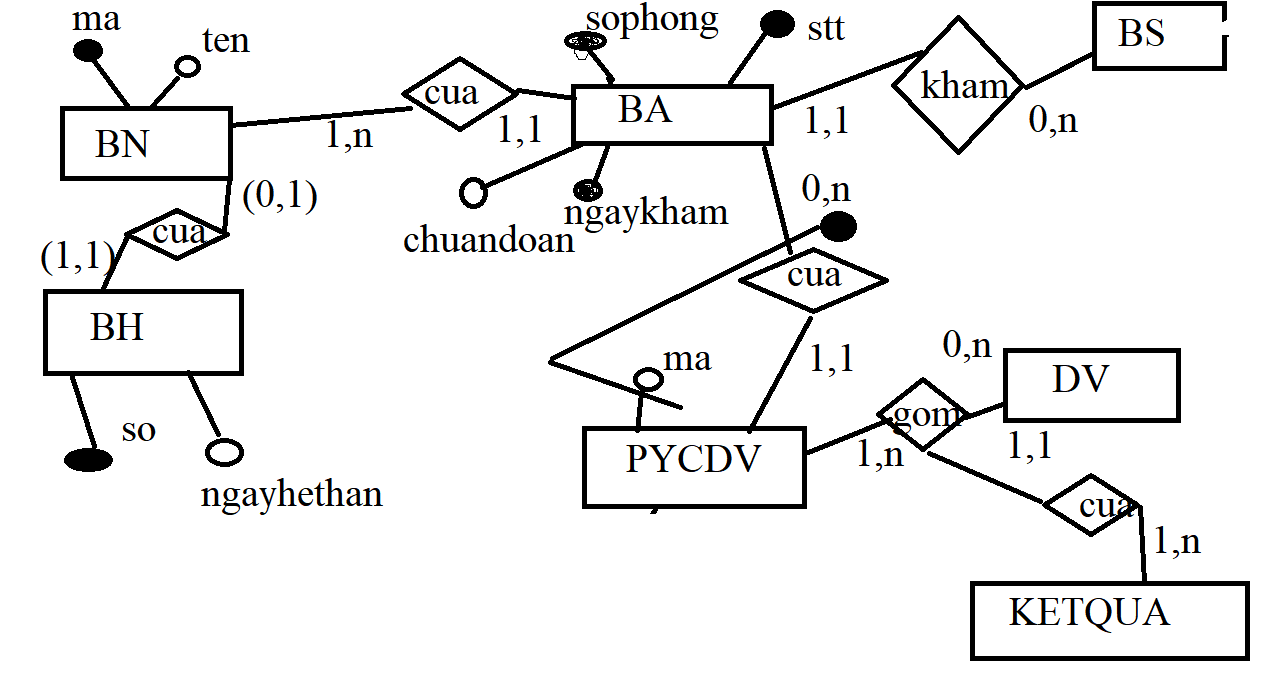 ma
ten
sophong
stt
BS
BN
cua
BA
kham
1,n
1,1
1,1
0,n
(0,1)
cua
(1,1)
chuandoan
ngaykham
0,n
cua
BH
ma
1,1
0,n
DV
so
gom
1,n
1,1
PYCDV
ngayhethan
cua
1,n
KETQUA